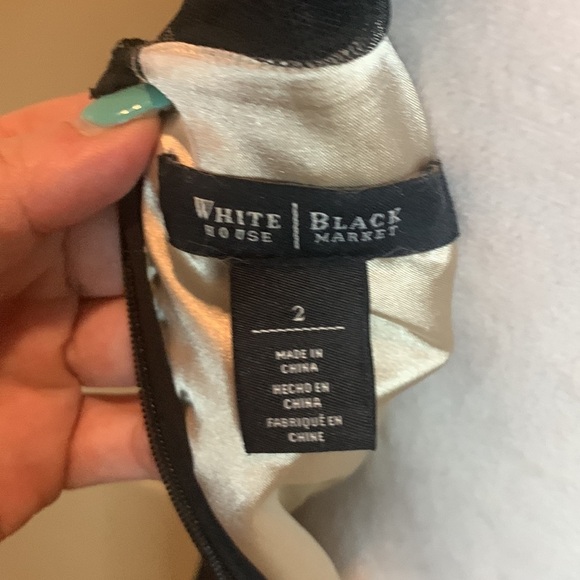 WHITE | BLACK
HOUSE | MARKET
2
MADE IN
CHINA
HECHO EN
CHINA
FABRIQUÉ EN
CHINE